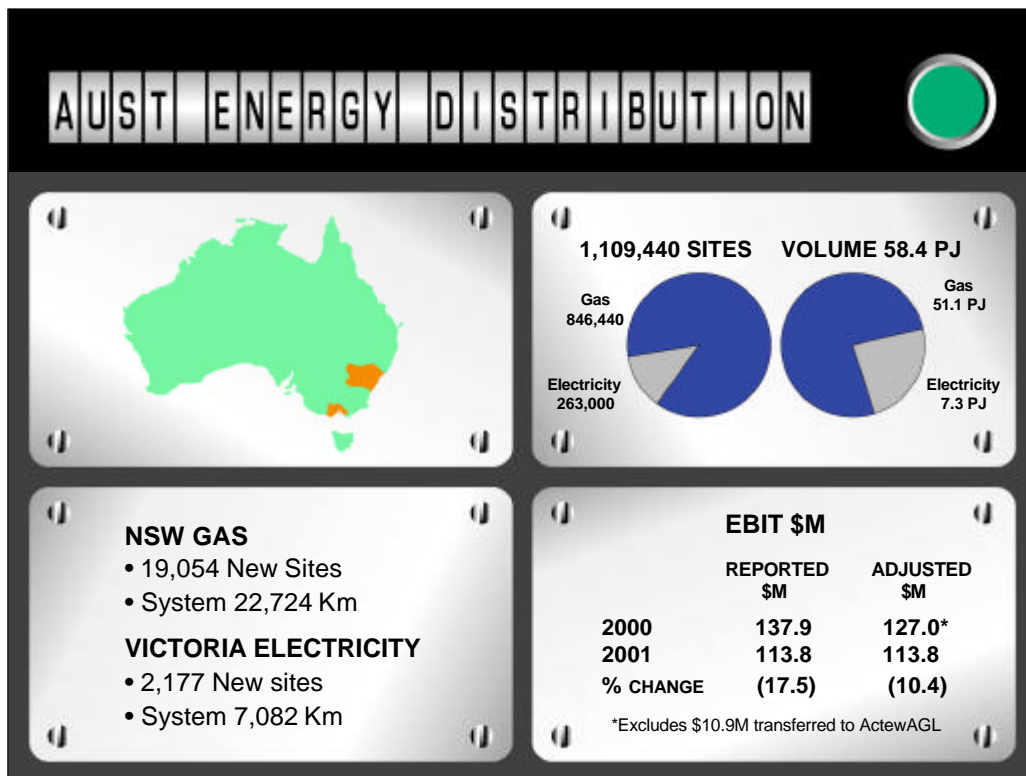 AUST ENERGY DISTRIBUTION
1,109,440 SITES
Gas
846,440
Electricity
263,000
VOLUME 58.4 PJ
Gas
51.1 PJ
Electricity
7.3 PJ
NSW GAS
• 19,054 New Sites
• System 22,724 Km
VICTORIA ELECTRICITY
• 2,177 New sites
• System 7,082 Km
EBIT $M
REPORTED ADJUSTED
$M $M
2000 137.9 127.0*
2001 113.8 113.8
% CHANGE (17.5) (10.4)
*Excludes $10.9M transferred to ActewAGL